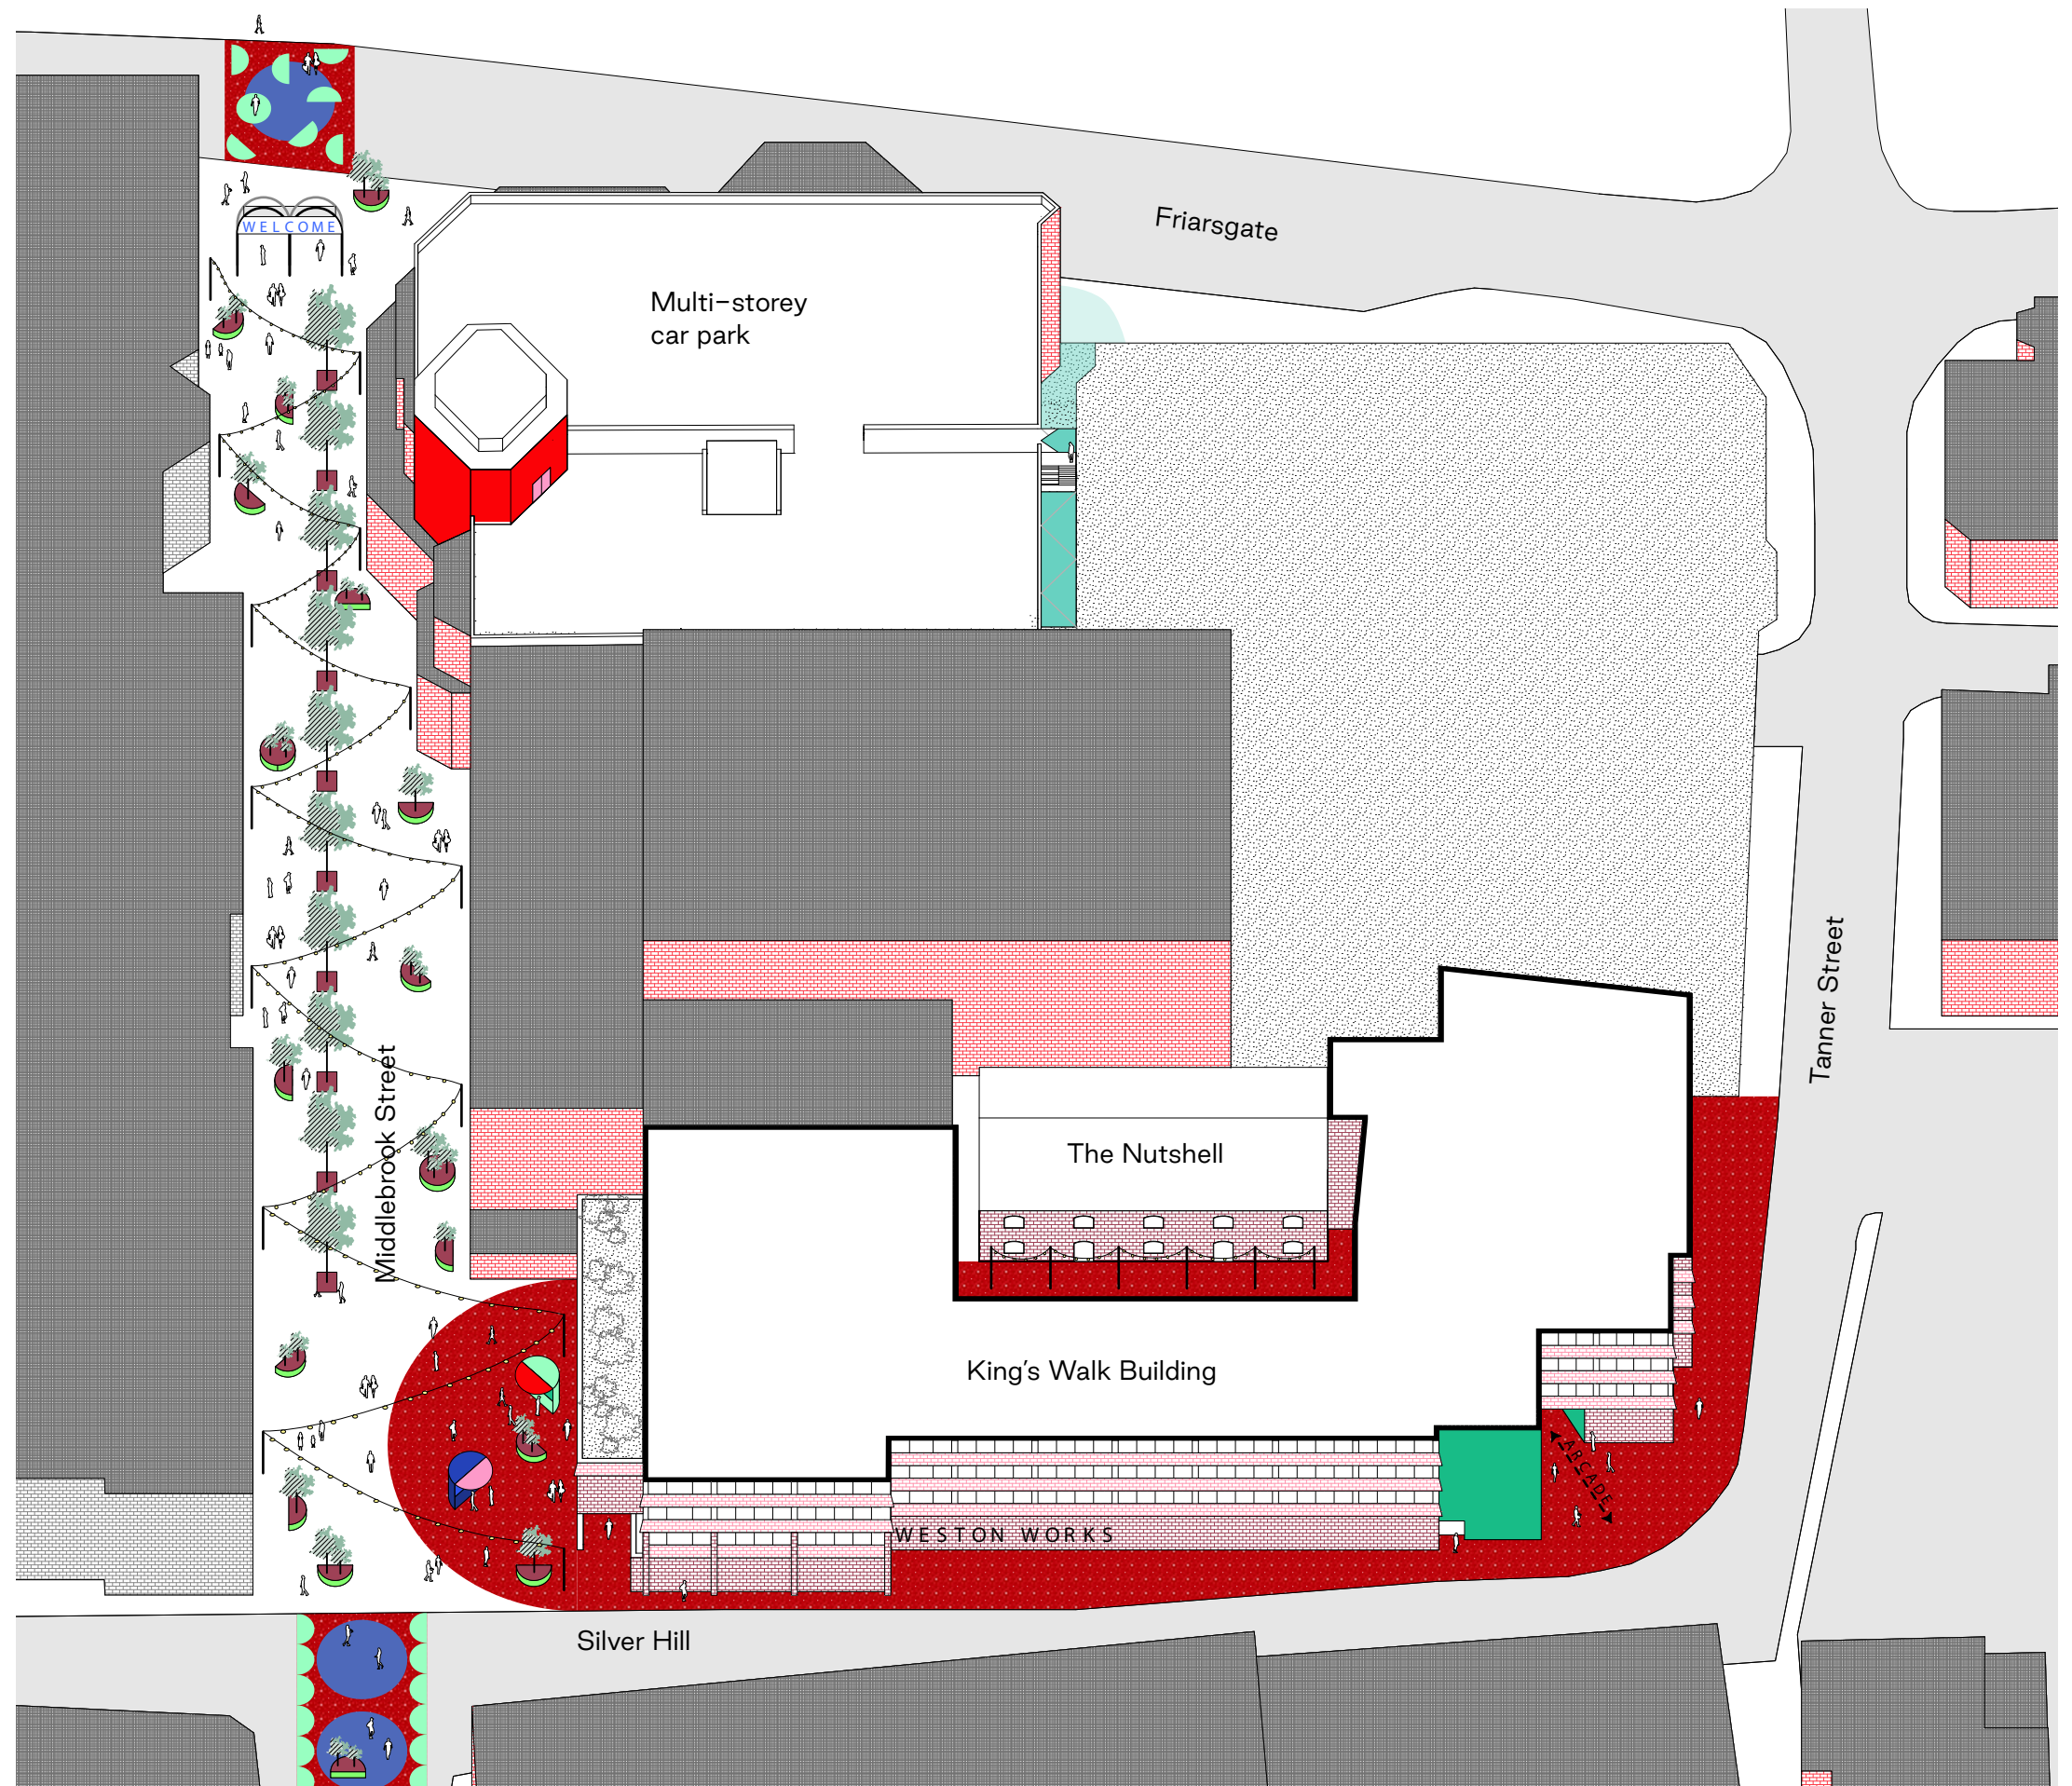 WELCOME
Friarsgate
Multi-storey
car park
Tanner Street
Middlebrook Street
The Nutshell
King's Walk Building
ARCADE
WESTON WORKS
Silver Hill